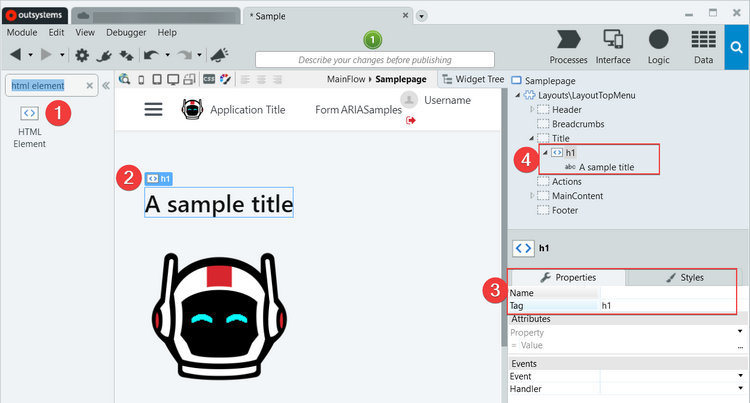 outsystems
* Sample
Module Edit View Debugger Help
1
Describe your changes before publishing
Processes
Interface
Logic
Data
html element
CSS
MainFlow Samplepage
Widget Tree
Samplepage
1
HTML
Element
Application Title
Form ARIASamples
Username
Layouts\LayoutTopMenu
Header
Breadcrumbs
Title
4
h1
abc A sample title
Actions
MainContent
Footer
2
h1
A sample title
h1
3
Properties
Styles
Name
Tag h1
Attributes
Property
= Value ...
Events
Event
Handler